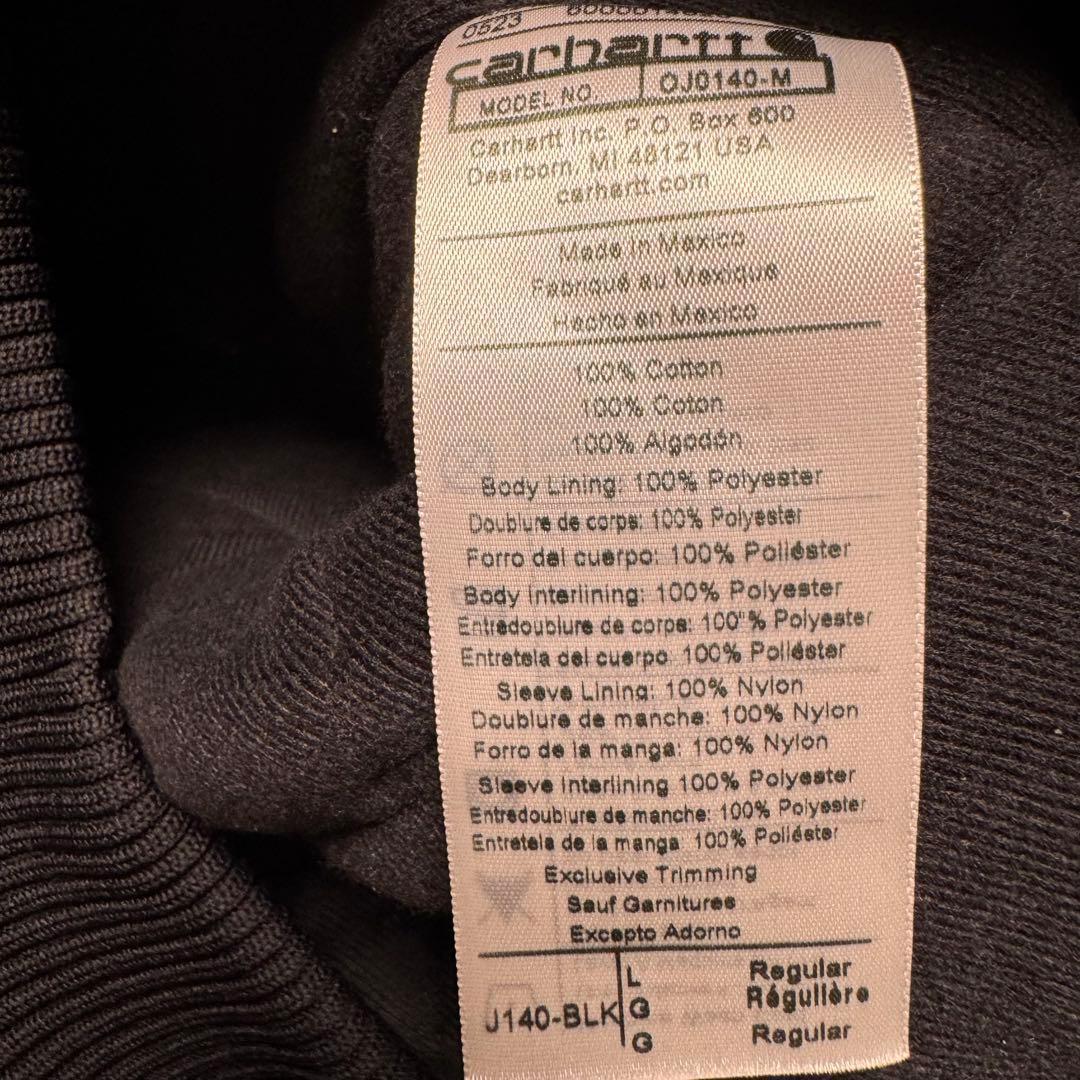 0523
carhartt
MODEL NO. OJ0140-M
Carhartt Inc. P.O. Box 600
Dearborn, MI 48121 USA
carhartt.com
Made in Mexico
Fabriqué au Mexique
Hecho en Mexico
100% Cotton
100% Coton
100% Algodón
Body Lining: 100% Polyester
Doublure de corps: 100% Polyester
Forro del cuerpo: 100% Poliéster
Body Interlining: 100% Polyester
Entredoublure de corps: 100% Polyester
Entretela del cuerpo 100% Poliéster
Sleeve Lining: 100% Nylon
Doublure de manche: 100% Nylon
Forro de la manga: 100% Nylon
Sleeve Interlining 100% Polyester
Entredoublure de manche: 100% Polyester
Entretela de la manga 100% Poliéster
Exclusive Trimming
Sauf Garnitures
Excepto Adorno
L Regular
J140-BLK G Régulière
G Regular